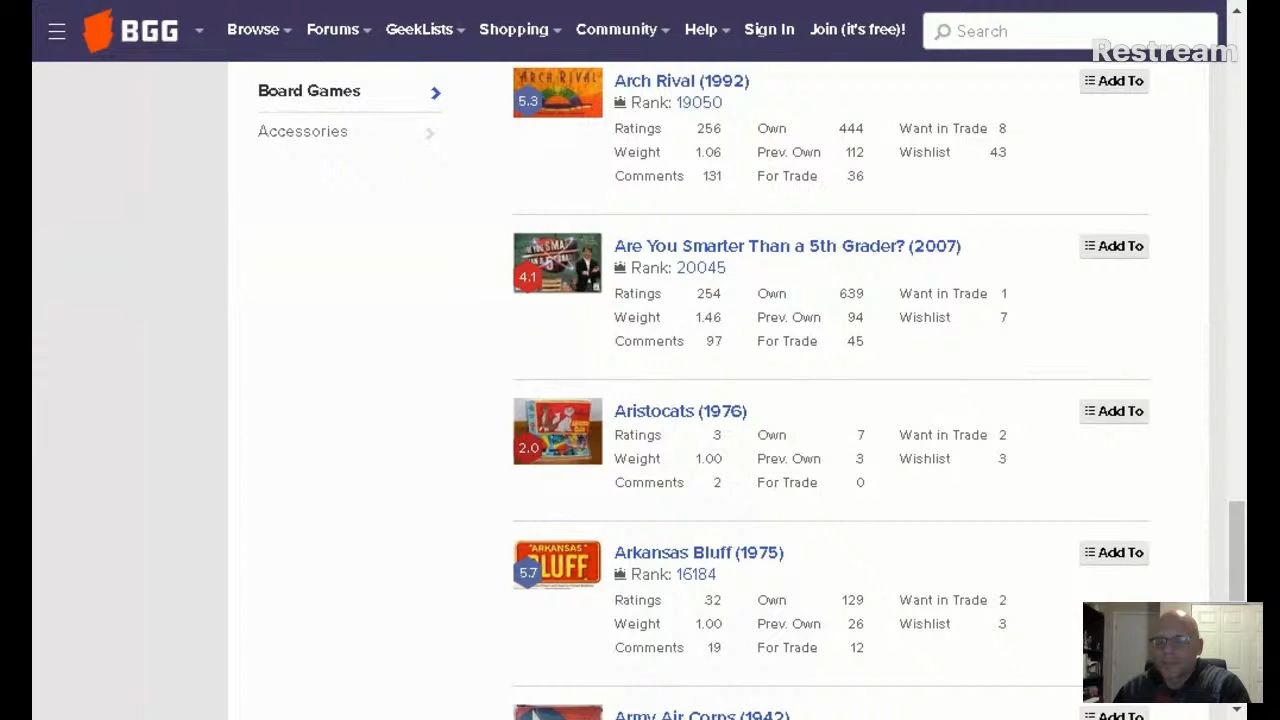 BGG Browse Forums GeekLists Shopping Community Help Sign In Join (it's free!) Search
Restream
Board Games
Accessories
ARCH RIVAL
5.3
Arch Rival (1992)
Add To
Rank: 19050
Ratings 256 Own 444 Want in Trade 8
Weight 1.06 Prev. Own 112 Wishlist 43
Comments 131 For Trade 36
4.1
Are You Smarter Than a 5th Grader? (2007)
Add To
Rank: 20045
Ratings 254 Own 639 Want in Trade 1
Weight 1.46 Prev. Own 94 Wishlist 7
Comments 97 For Trade 45
2.0
Aristocats (1976)
Add To
Ratings 3 Own 7 Want in Trade 2
Weight 1.00 Prev. Own 3 Wishlist 3
Comments 2 For Trade 0
"ARKANSAS"
BLUFF
5.7
Arkansas Bluff (1975)
Add To
Rank: 16184
Ratings 32 Own 129 Want in Trade 2
Weight 1.00 Prev. Own 26 Wishlist 3
Comments 19 For Trade 12
Army Air Corps (1942)
Add To